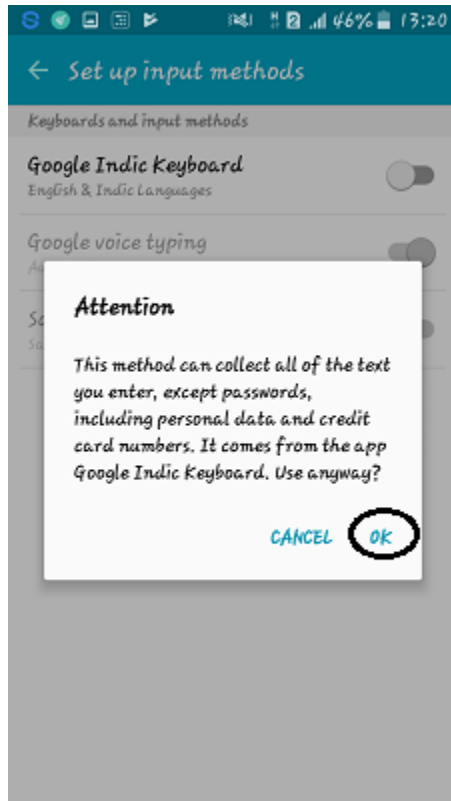 46% 13:20
Set up input methods
Keyboards and input methods
Google Indic Keyboard
English & Indic Languages
Google voice typing
Attention
This method can collect all of the text
you enter, except passwords,
including personal data and credit
card numbers. It comes from the app
Google Indic Keyboard. Use anyway?
CANCEL OK